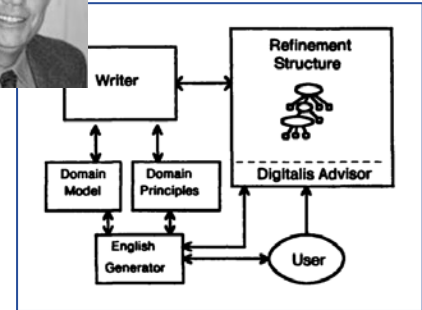 Refinement
Structure
Writer
Digitalis Advisor
Domain
Model
Domain
Principles
English
Generator
User